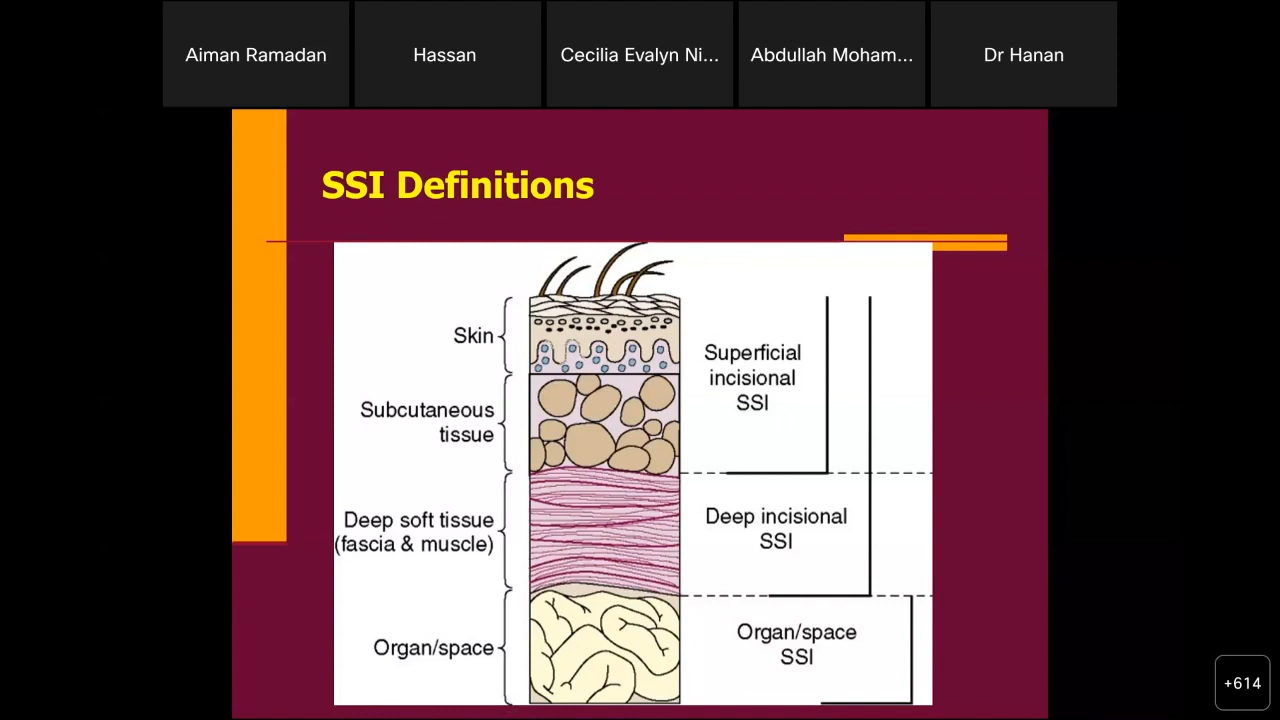 Aiman Ramadan
Hassan
Cecilia Evalyn Ni...
Abdullah Moham...
Dr Hanan
SSI Definitions
Skin
Subcutaneous
tissue
Deep soft tissue
(fascia & muscle)
Organ/space
Superficial
incisional
SSI
Deep incisional
SSI
Organ/space
SSI
+614